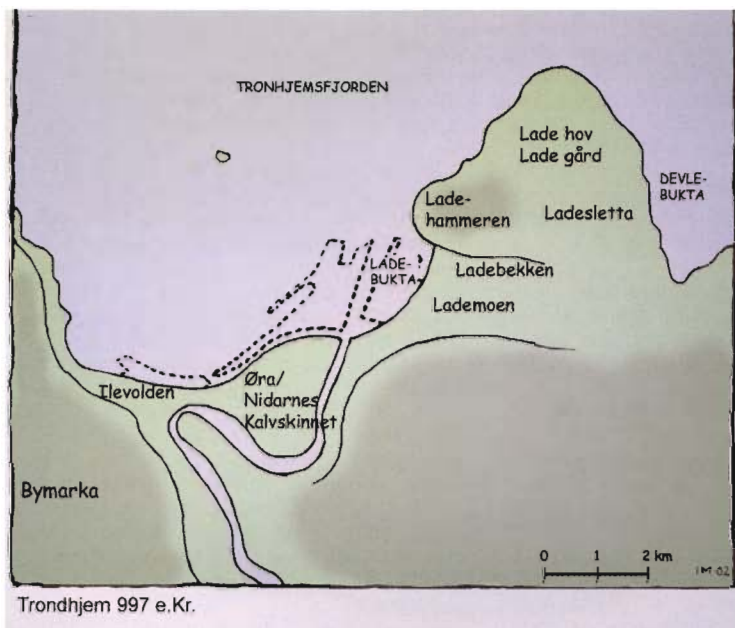 TRONHJEMSFJORDEN
Lade hov
Lade gård
DEVLE-
BUKTA
Lade-
hammeren
Ladesletta
LADE-
BUKTA
Ladebekken
Lademoen
Ilevolden
Øra/
Nidarnes
Kalvskinnet
Bymarka
0 1 2 km
IM-02
Trondhjem 997 e.Kr.